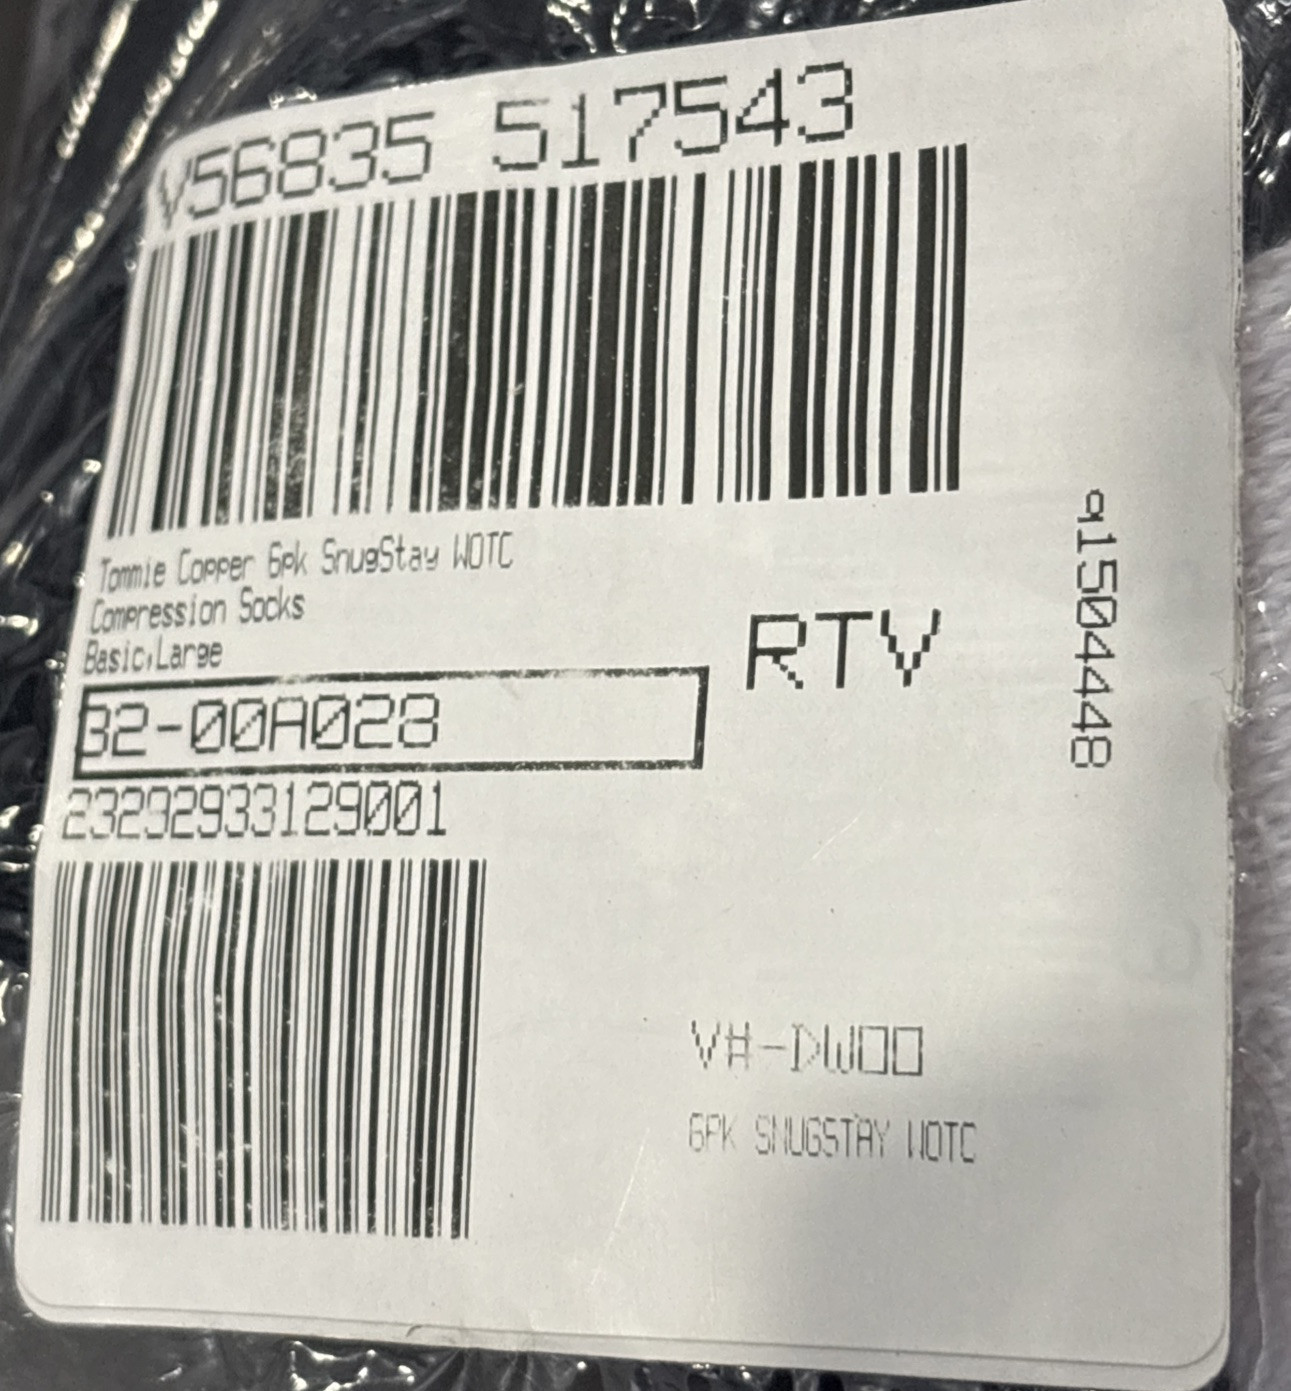 V56835 517543
Tommie Copper 6pk SnugStay WOTC
Compression Socks
Basic,Large
RTV
q1504448
B2-00A028
23292933129001
V#-DW00
6PK SNUGSTAY WOTC